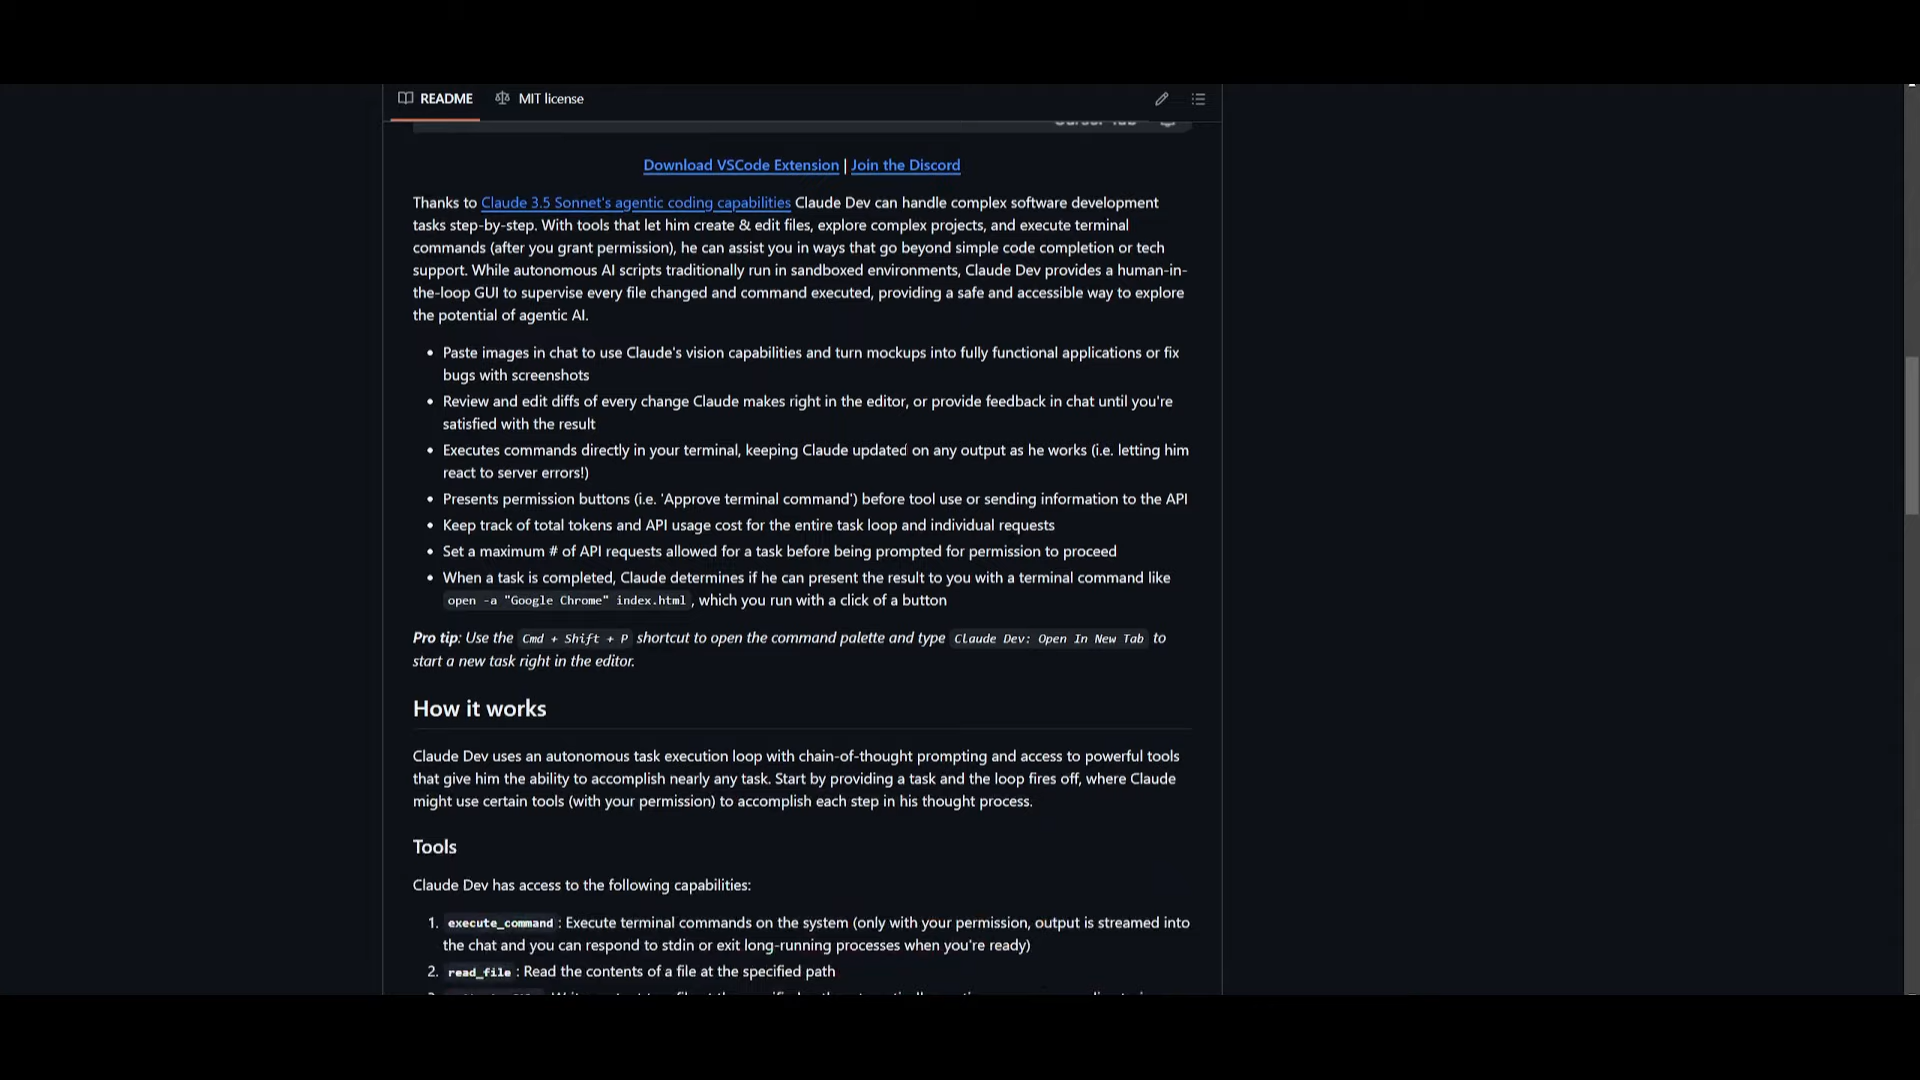 README MIT license
Download VSCode Extension | Join the Discord
Thanks to Claude 3.5 Sonnet's agentic coding capabilities Claude Dev can handle complex software development
tasks step-by-step. With tools that let him create & edit files, explore complex projects, and execute terminal
commands (after you grant permission), he can assist you in ways that go beyond simple code completion or tech
support. While autonomous AI scripts traditionally run in sandboxed environments, Claude Dev provides a human-in-
the-loop GUI to supervise every file changed and command executed, providing a safe and accessible way to explore
the potential of agentic AI.
• Paste images in chat to use Claude's vision capabilities and turn mockups into fully functional applications or fix
bugs with screenshots
• Review and edit diffs of every change Claude makes right in the editor, or provide feedback in chat until you're
satisfied with the result
• Executes commands directly in your terminal, keeping Claude updated on any output as he works (i.e. letting him
react to server errors!)
• Presents permission buttons (i.e. 'Approve terminal command') before tool use or sending information to the API
• Keep track of total tokens and API usage cost for the entire task loop and individual requests
• Set a maximum # of API requests allowed for a task before being prompted for permission to proceed
• When a task is completed, Claude determines if he can present the result to you with a terminal command like
open -a "Google Chrome" index.html , which you run with a click of a button
Pro tip: Use the Cmd + Shift + P shortcut to open the command palette and type Claude Dev: Open In New Tab to
start a new task right in the editor.
How it works
Claude Dev uses an autonomous task execution loop with chain-of-thought prompting and access to powerful tools
that give him the ability to accomplish nearly any task. Start by providing a task and the loop fires off, where Claude
might use certain tools (with your permission) to accomplish each step in his thought process.
Tools
Claude Dev has access to the following capabilities:
1. execute_command : Execute terminal commands on the system (only with your permission, output is streamed into
the chat and you can respond to stdin or exit long-running processes when you're ready)
2. read_file : Read the contents of a file at the specified path